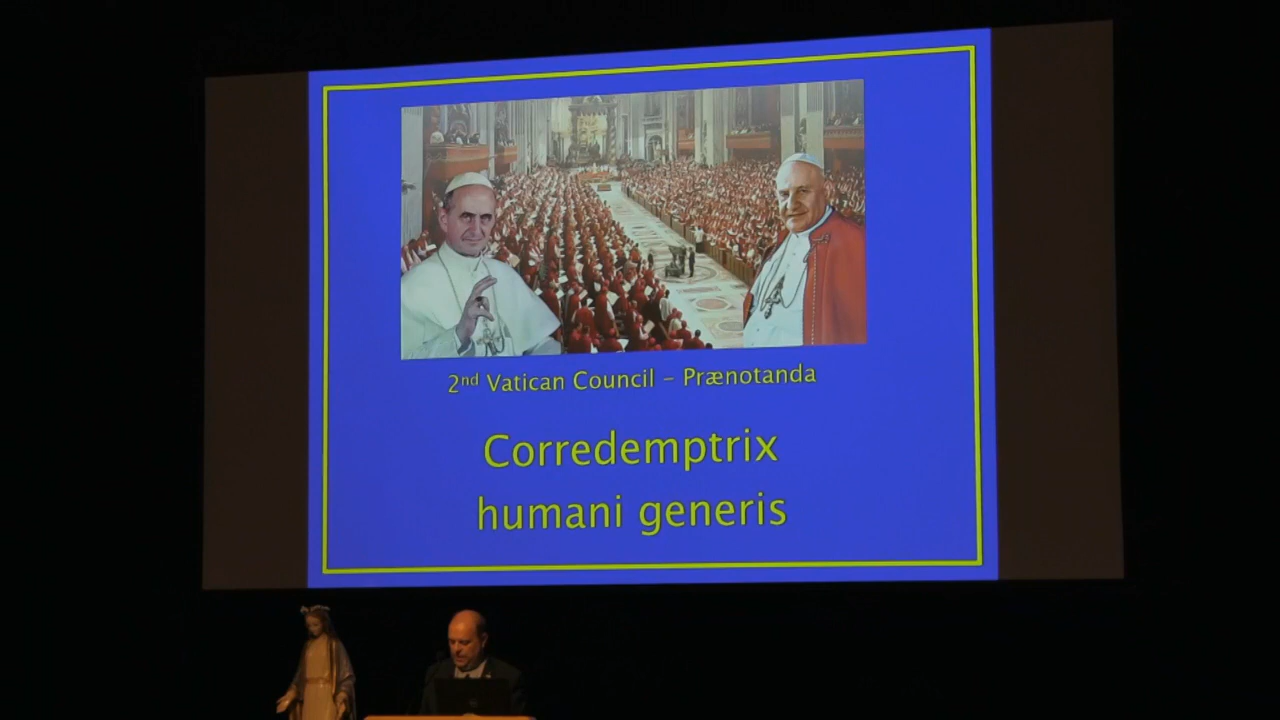 2nd Vatican Council – Prænotanda
Corredemptrix
humani generis